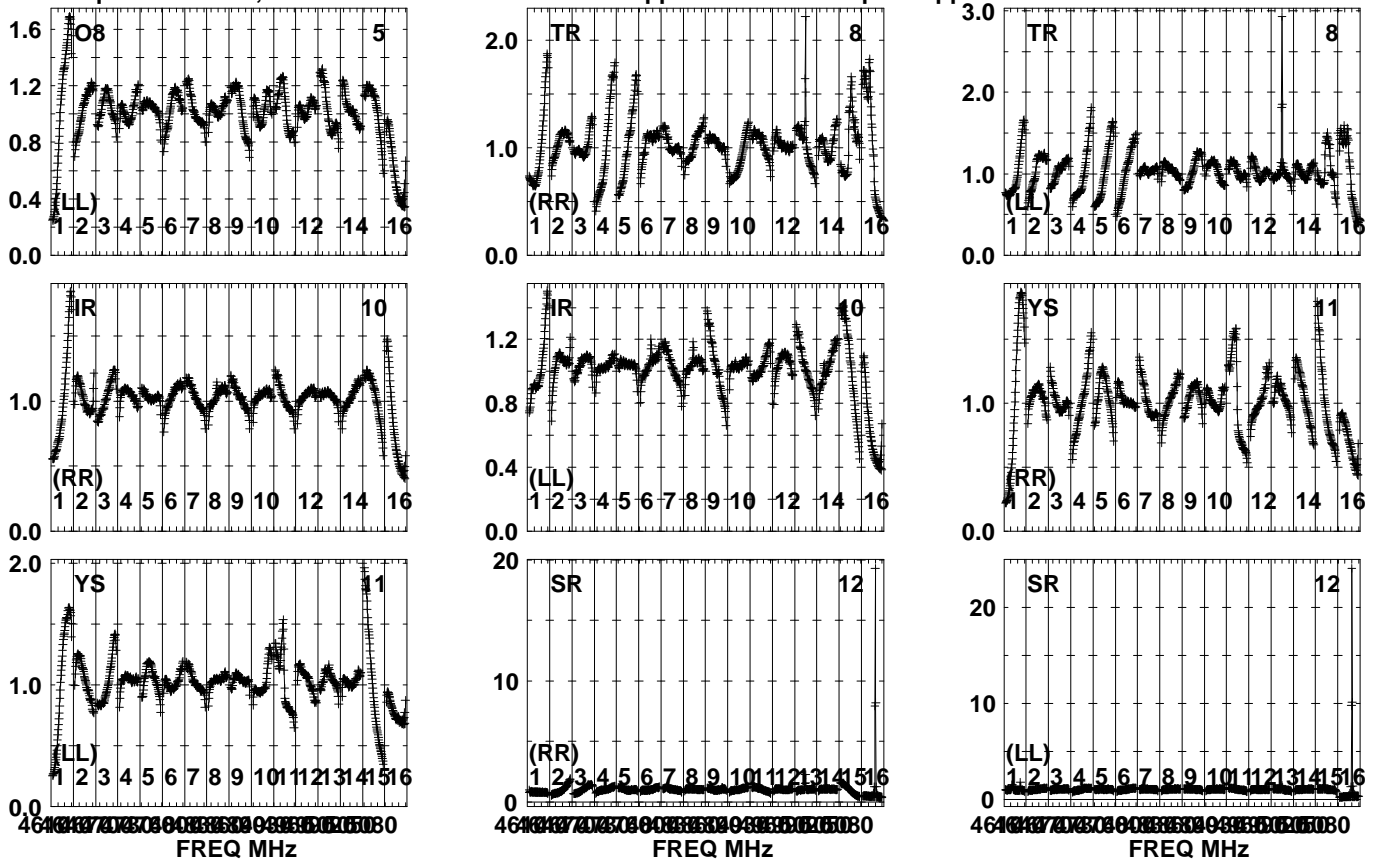 1.6 O8 5
1.2
0.8
0.4 (LL)
1 2 3 4 5 6 7 8 9 10 12 14 16
0.0
2.0 TR 8
1.0
(RR)
1 2 3 4 5 6 7 8 9 10 12 14 16
0.0
3.0 TR 8
2.0
1.0
(LL)
1 2 3 4 5 6 7 8 9 10 12 14 16
0.0
IR 10
1.0
(RR)
1 2 3 4 5 6 7 8 9 10 12 14 16
0.0
IR 10
1.2
0.8
0.4 (LL)
1 2 3 4 5 6 7 8 9 10 12 14 16
0.0
YS 11
1.0
(RR)
1 2 3 4 5 6 7 8 9 10 12 14 16
0.0
2.0 YS 11
1.0
(LL)
1 2 3 4 5 6 7 8 9 10 11 12 13 14 15 16
0.0
FREQ MHz
20 SR 12
10
(RR)
1 2 3 4 5 6 7 8 9 10 11 12 13 14 15 16
0
FREQ MHz
SR 12
20
10
(LL)
1 2 3 4 5 6 7 8 9 10 11 12 13 14 15 16
0
FREQ MHz